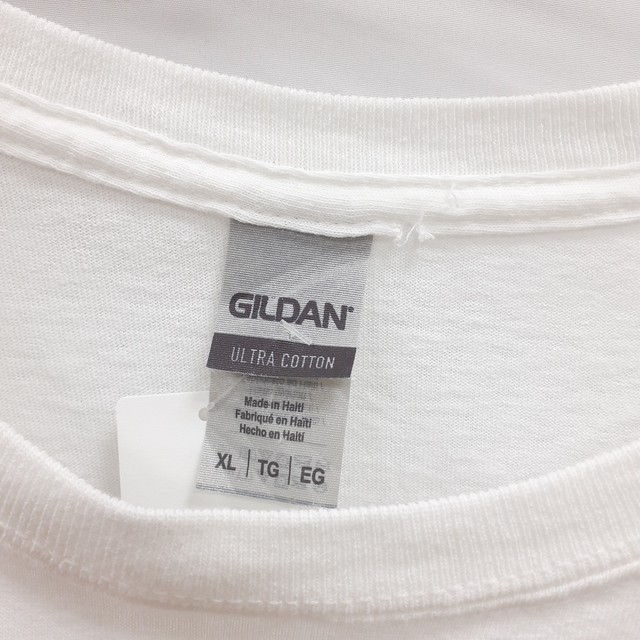 GILDAN®
ULTRA COTTON
Made in Haiti
Fabriqué en Haïti
Hecho en Haití
XL | TG | EG